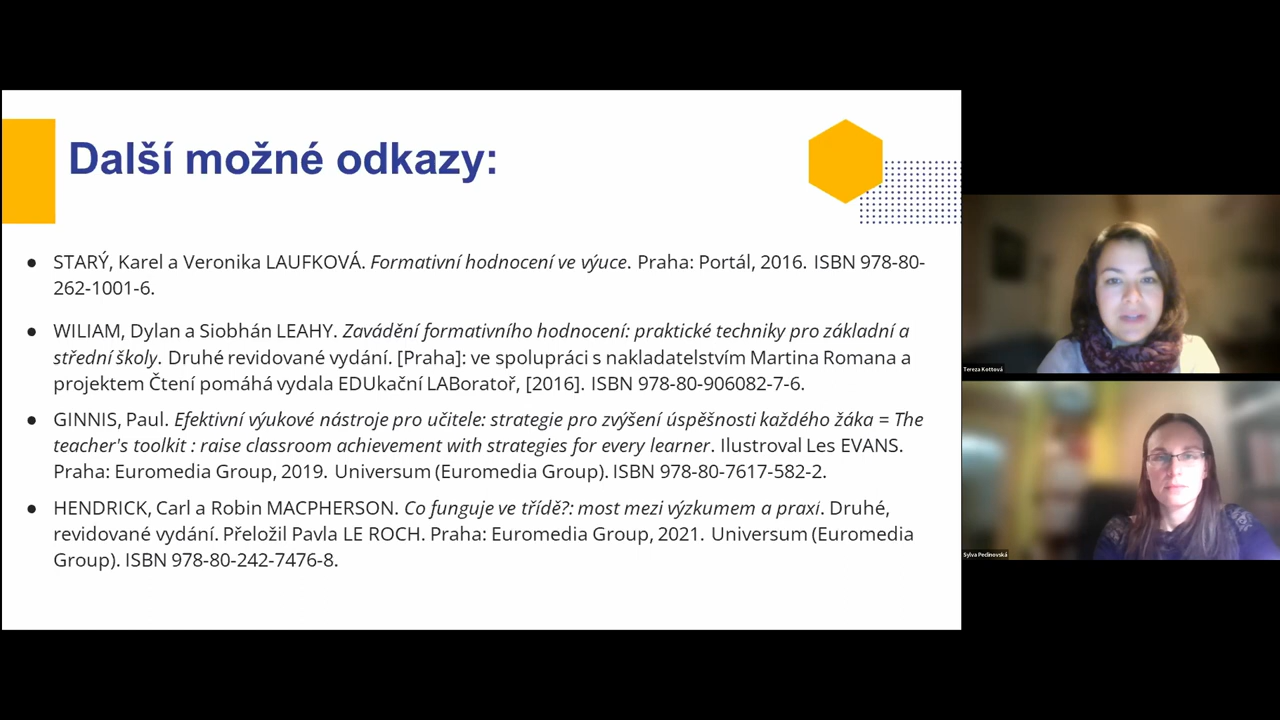 Další možné odkazy:
● STARÝ, Karel a Veronika LAUFKOVÁ. Formativní hodnocení ve výuce. Praha: Portál, 2016. ISBN 978-80-
262-1001-6.
● WILIAM, Dylan a Siobhán LEAHY. Zavádění formativního hodnocení: praktické techniky pro základní a
střední školy. Druhé revidované vydání. [Praha]: ve spolupráci s nakladatelstvím Martina Romana a
projektem Čtení pomáhá vydala EDUkační LABoratoř, [2016]. ISBN 978-80-906082-7-6.
● GINNIS, Paul. Efektivní výukové nástroje pro učitele: strategie pro zvýšení úspěšnosti každého žáka = The
teacher's toolkit : raise classroom achievement with strategies for every learner. Ilustroval Les EVANS.
Praha: Euromedia Group, 2019. Universum (Euromedia Group). ISBN 978-80-7617-582-2.
● HENDRICK, Carl a Robin MACPHERSON. Co funguje ve třídě?: most mezi výzkumem a praxí. Druhé,
revidované vydání. Přeložil Pavla LE ROCH. Praha: Euromedia Group, 2021. Universum (Euromedia
Group). ISBN 978-80-242-7476-8.
Tereza Kottová
Sylva Pecinovská